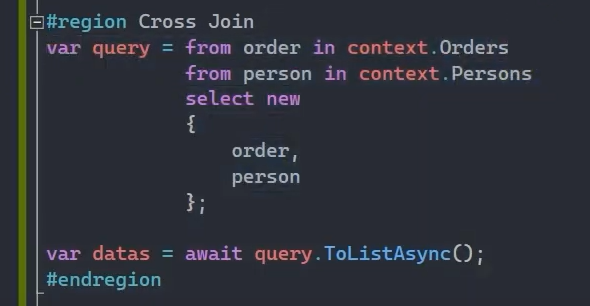 #region Cross Join
var query = from order in context.Orders
            from person in context.Persons
            select new
            {
                order,
                person
            };
var datas = await query.ToListAsync();
#endregion